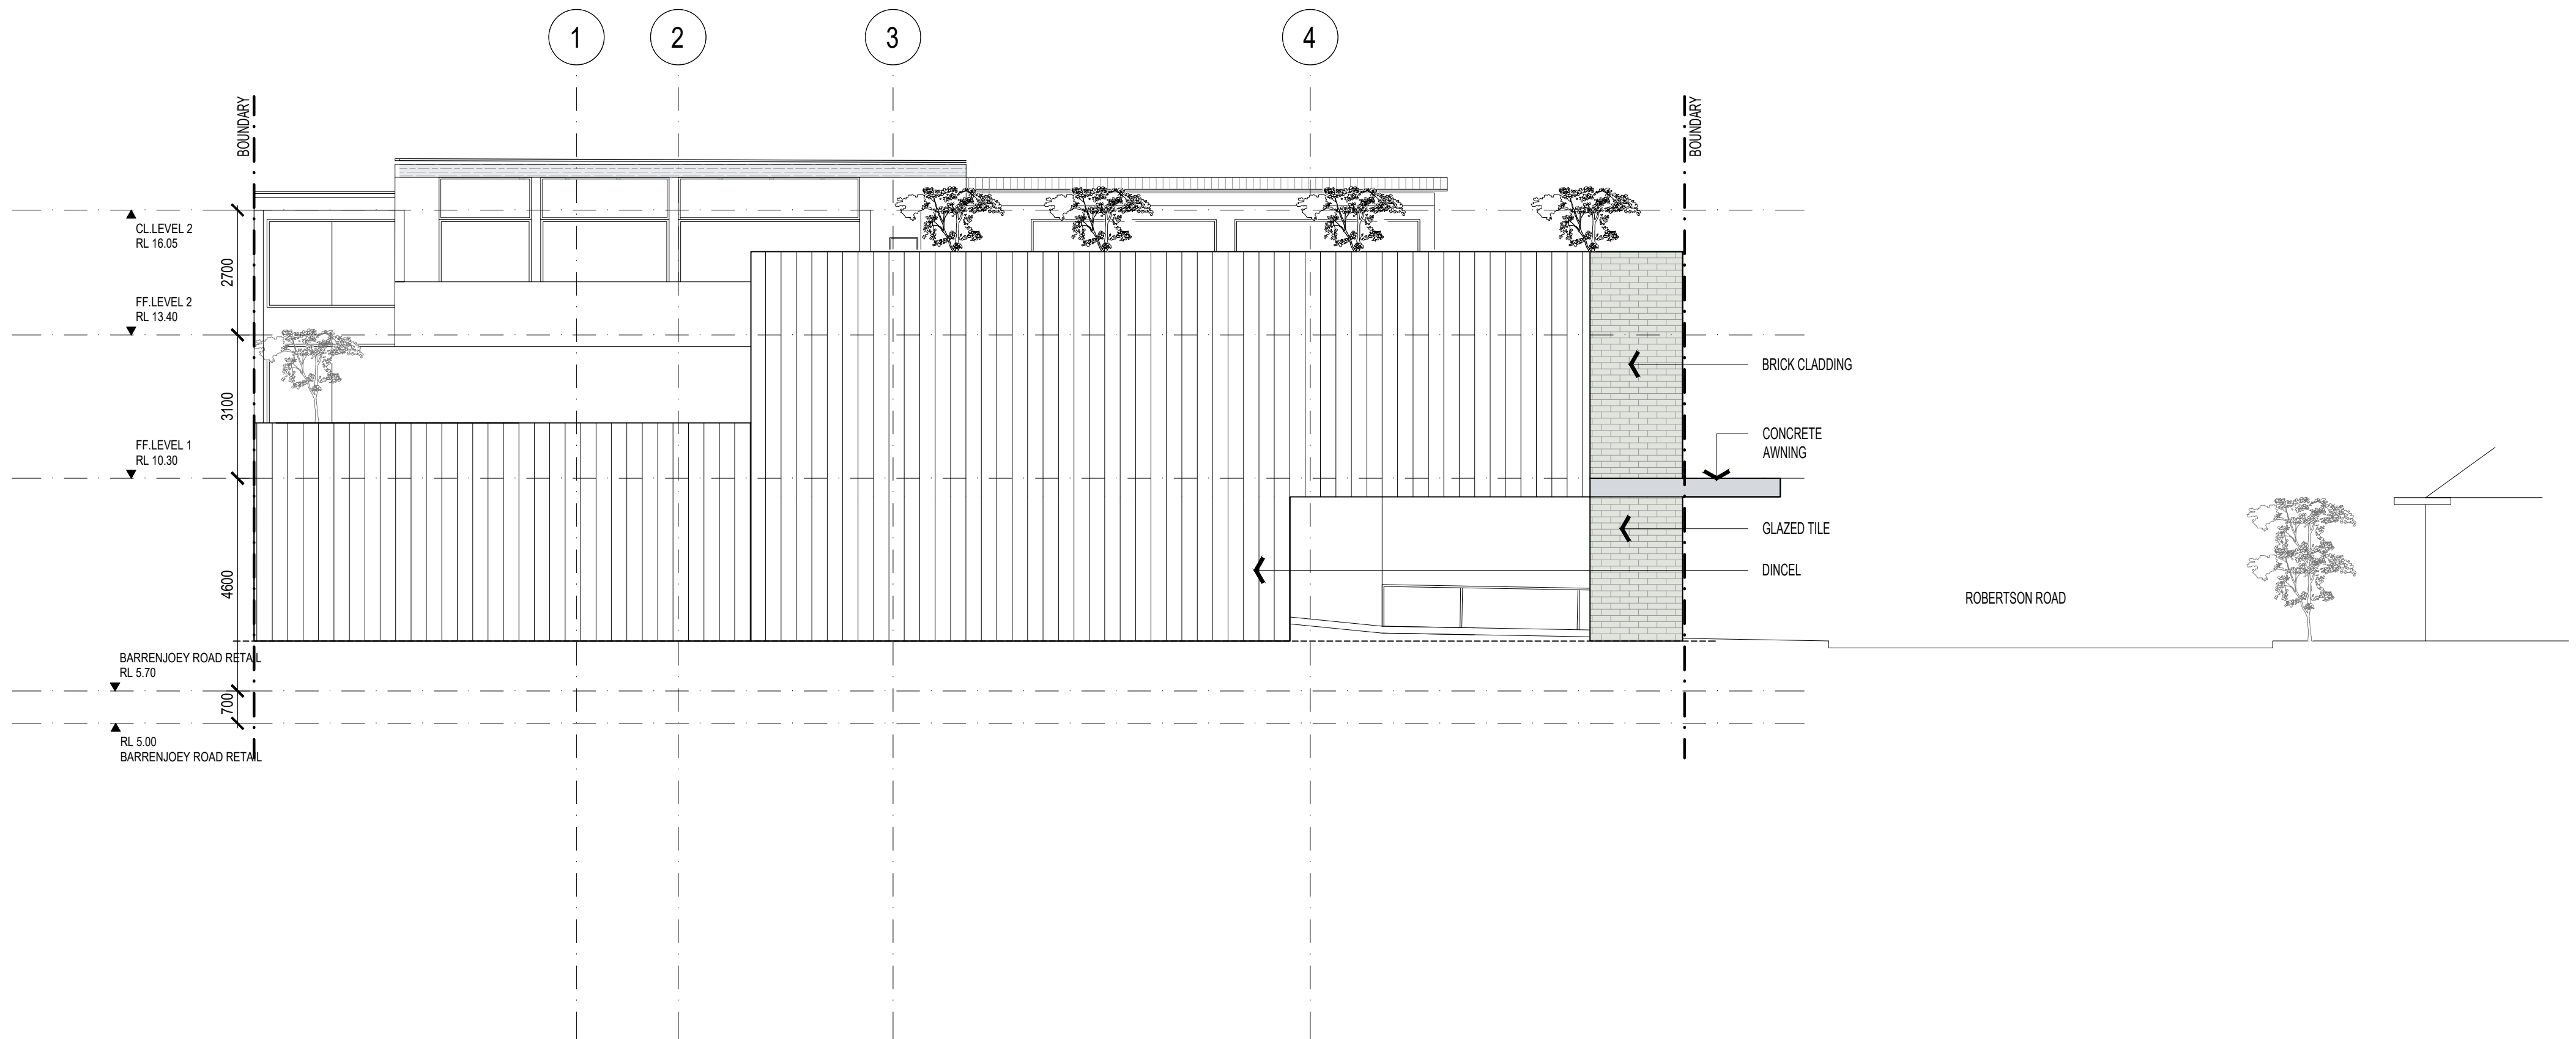 1
2
3
4
BOUNDARY
BOUNDARY
CL.LEVEL 2
RL 16.05
2700
FF.LEVEL 2
RL 13.40
BRICK CLADDING
3100
FF.LEVEL 1
RL 10.30
CONCRETE
AWNING
GLAZED TILE
DINCEL
4600
ROBERTSON ROAD
BARRENJOEY ROAD RETAIL
RL 5.70
700
RL 5.00
BARRENJOEY ROAD RETAIL